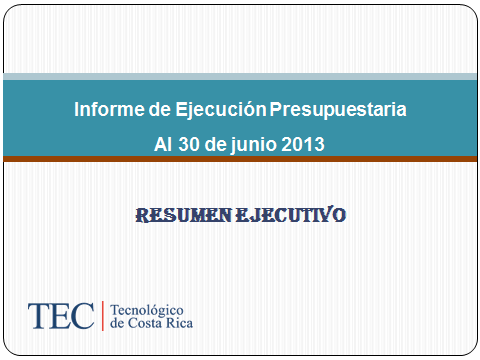 Informe de Ejecución Presupuestaria
Al 30 de junio 2013
RESUMEN EJECUTIVO
TEC | Tecnológico
de Costa Rica